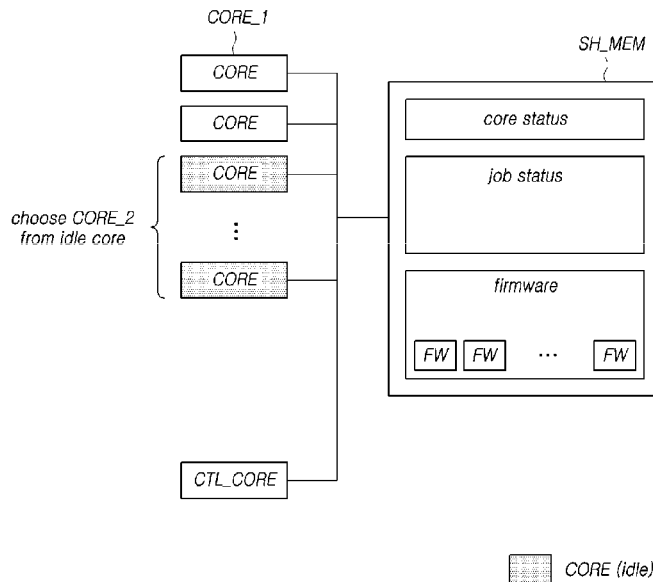 CORE_1
SH_MEM
CORE
CORE
CORE
⋮
CORE
choose CORE_2
from idle core
CTL_CORE
core status
job status
firmware
FW FW ... FW
CORE (idle)